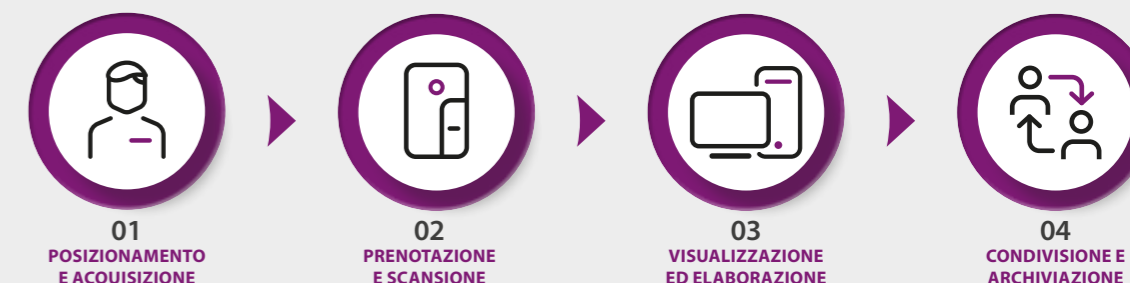 01
POSIZIONAMENTO
E ACQUISIZIONE
02
PRENOTAZIONE
E SCANSIONE
03
VISUALIZZAZIONE
ED ELABORAZIONE
04
CONDIVISIONE E
ARCHIVIAZIONE